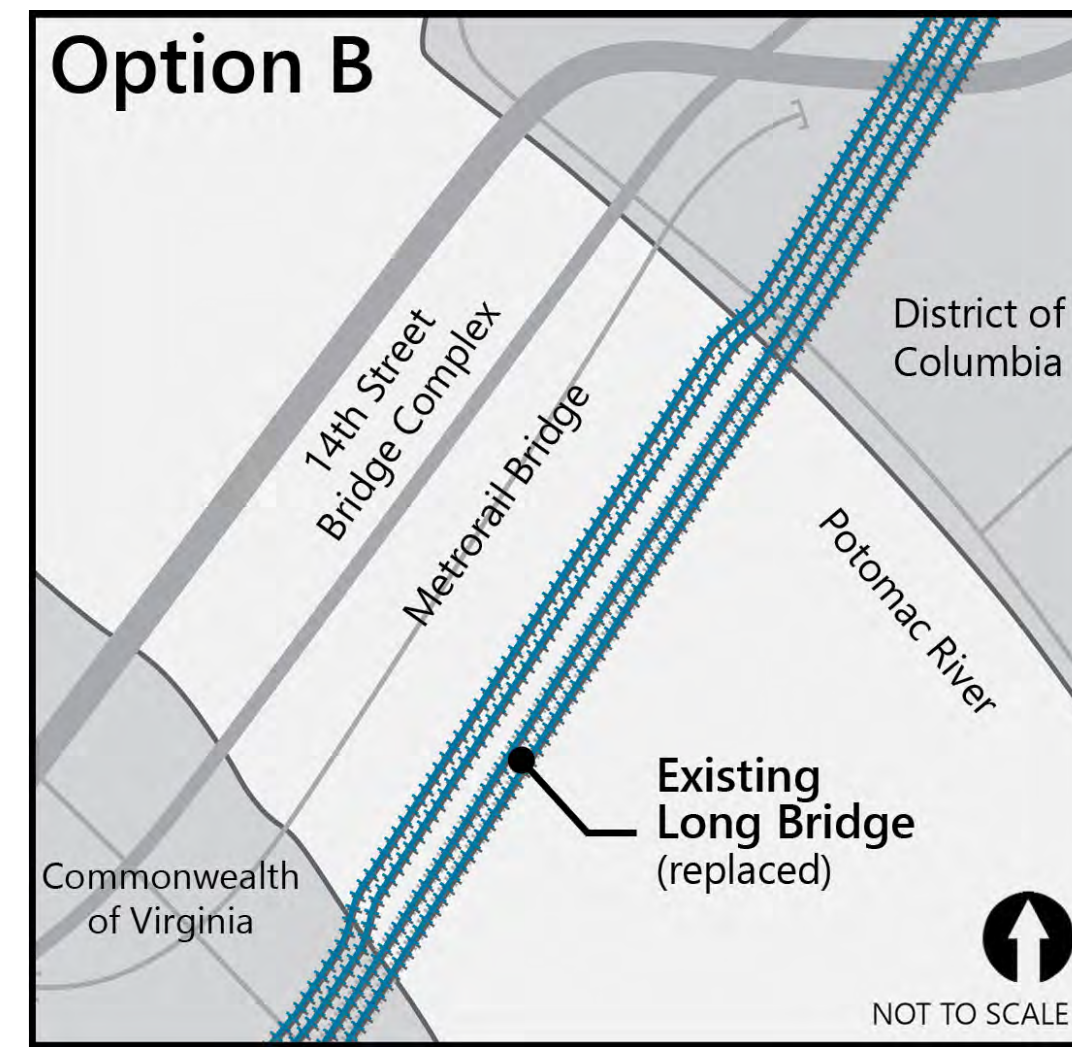 Option B
14th Street
Bridge Complex
Metrorail Bridge
District of
Columbia
Potomac River
Existing
Long Bridge
(replaced)
Commonwealth
of Virginia
NOT TO SCALE